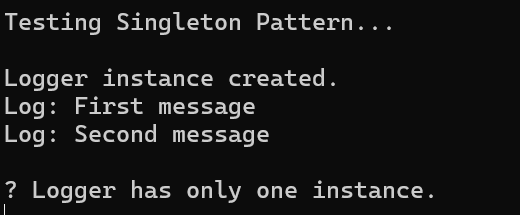 Testing Singleton Pattern...
Logger instance created.
Log: First message
Log: Second message
? Logger has only one instance.